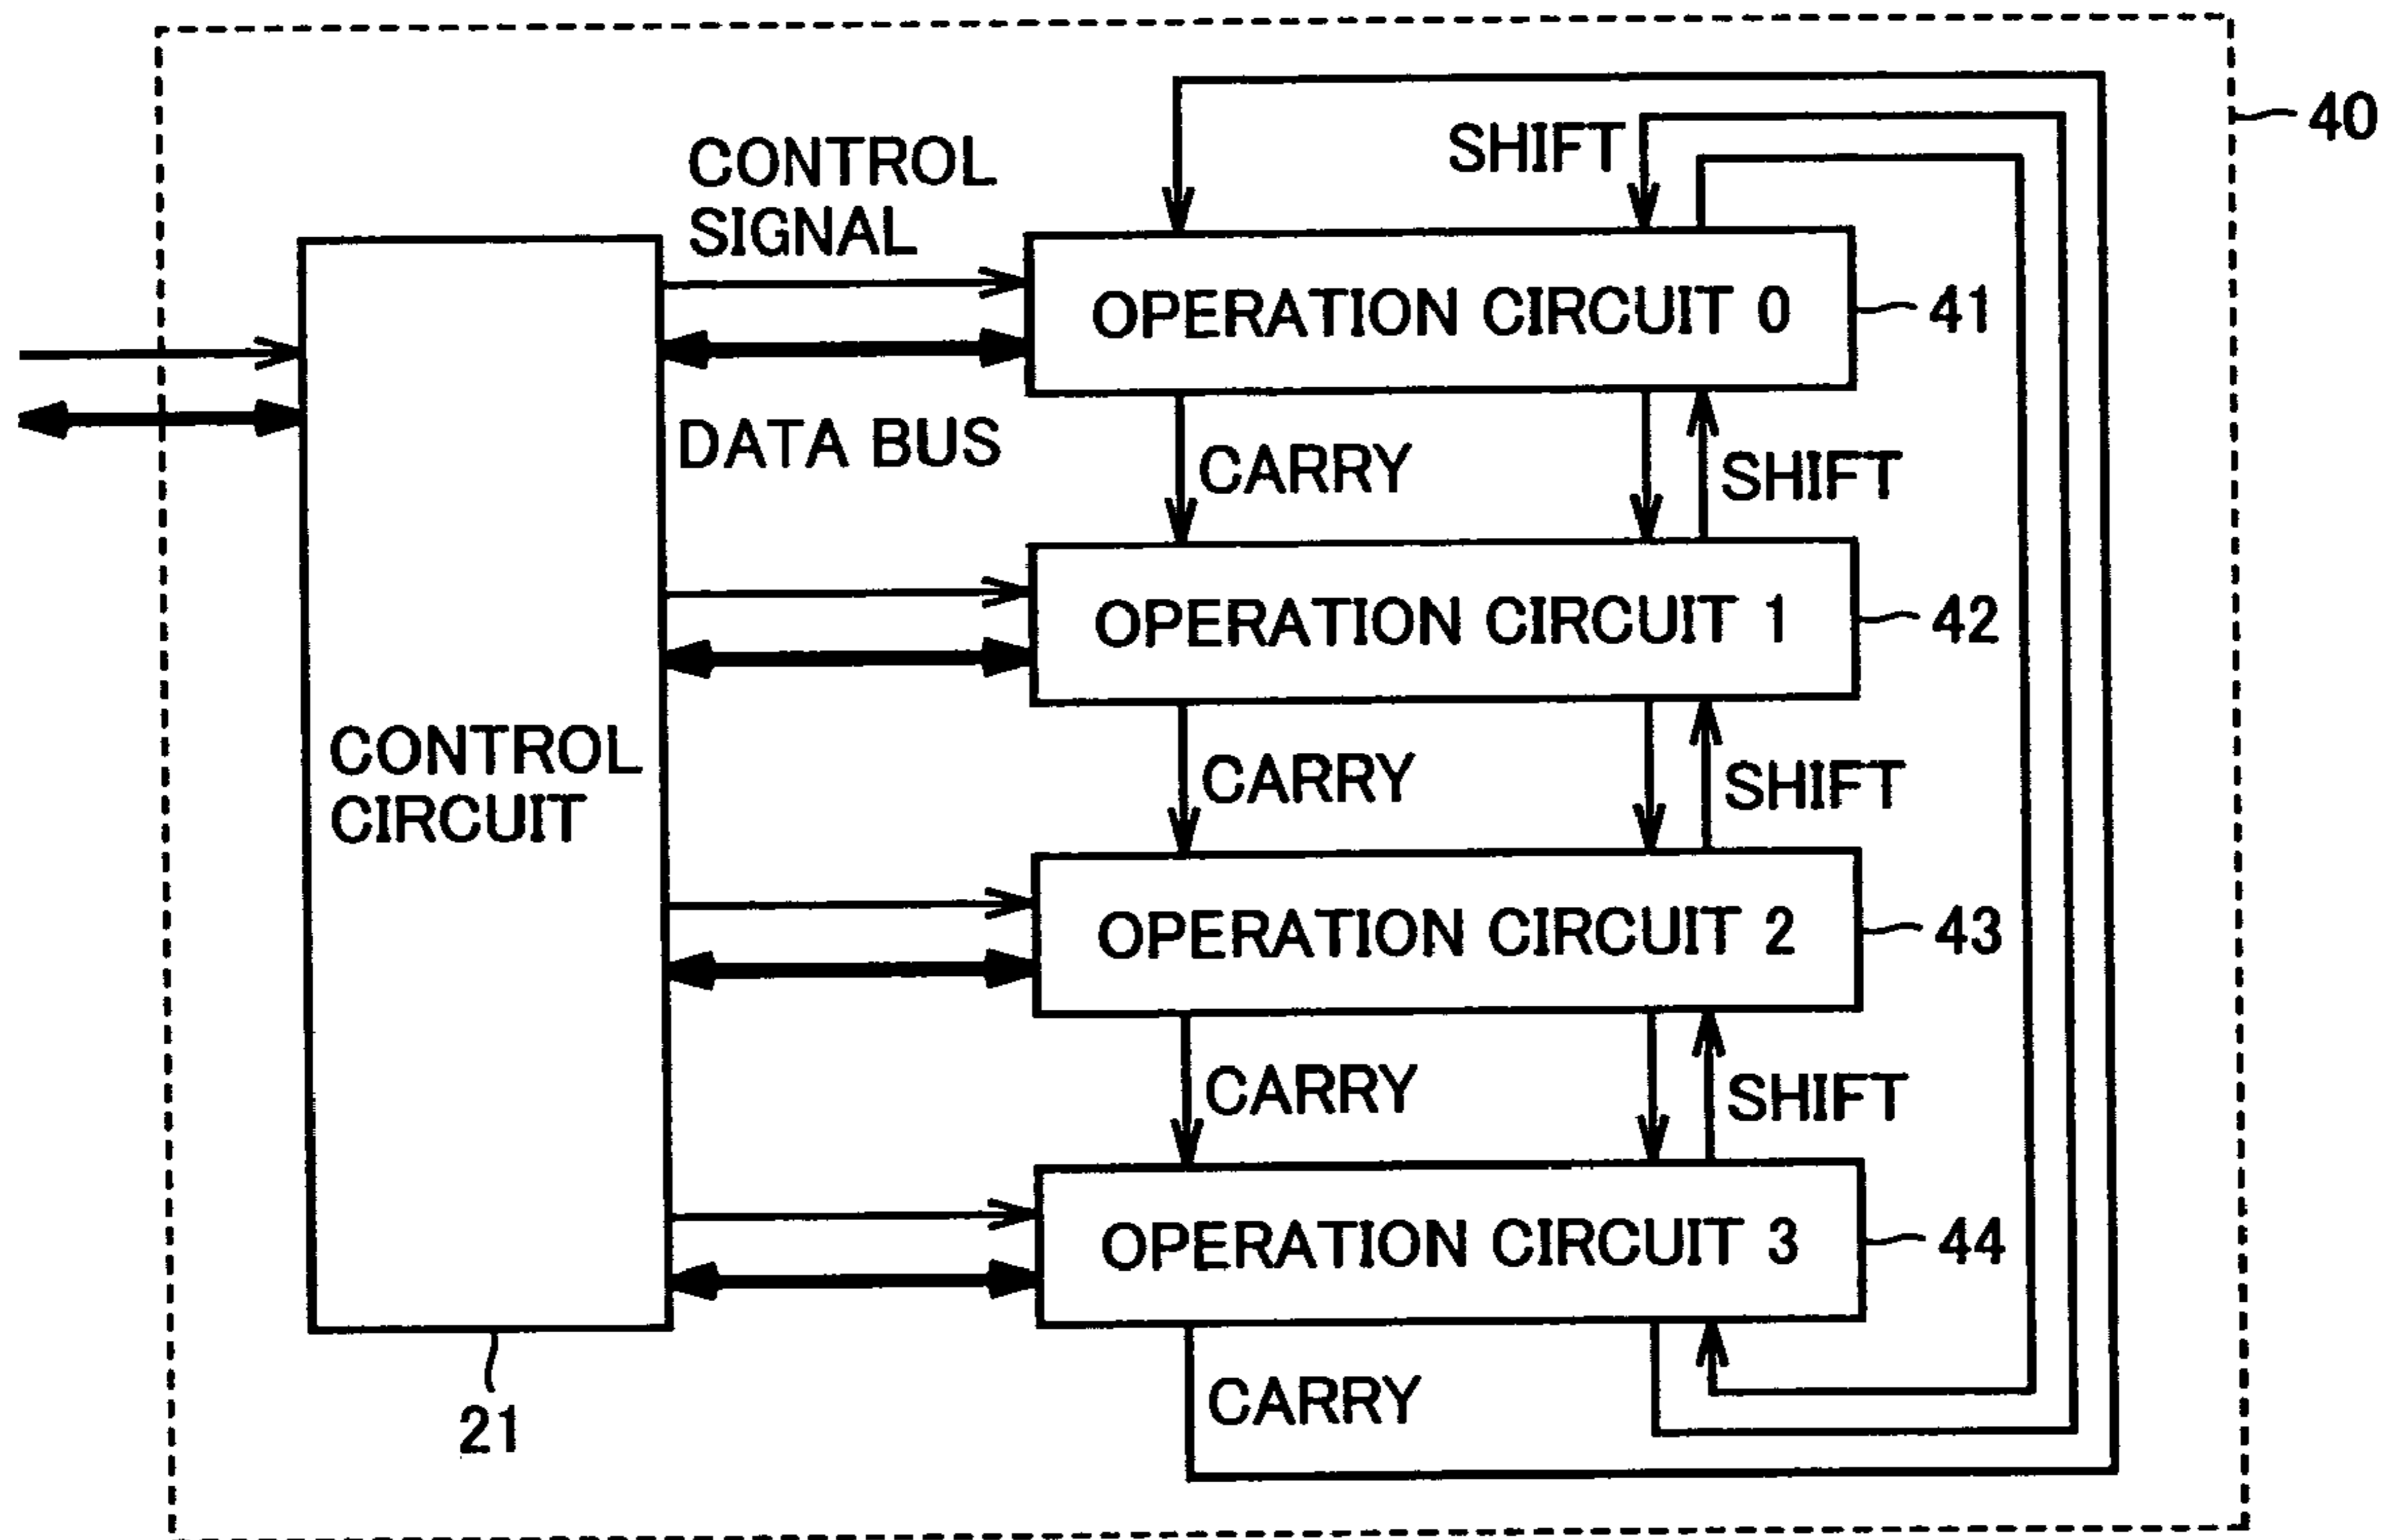 40
SHIFT
CONTROL
SIGNAL
OPERATION CIRCUIT 0
41
DATA BUS
CARRY
SHIFT
OPERATION CIRCUIT 1
42
CONTROL
CIRCUIT
CARRY
SHIFT
OPERATION CIRCUIT 2
43
CARRY
SHIFT
OPERATION CIRCUIT 3
44
CARRY
21